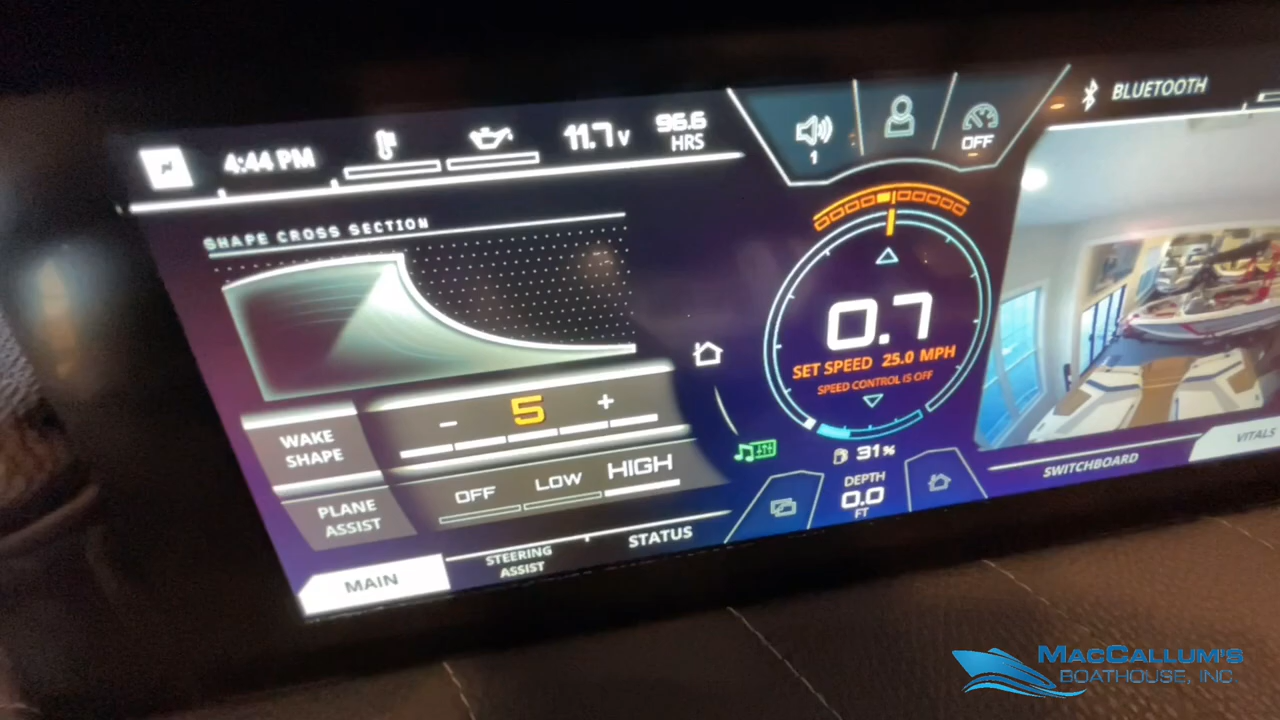 4:44 PM
11.7 V
96.6
HRS
1
OFF
BLUETOOTH
SHAPE CROSS SECTION
0.7
SET SPEED 25.0 MPH
SPEED CONTROL IS OFF
WAKE
SHAPE
- 5 +
PLANE
ASSIST
OFF LOW HIGH
31%
DEPTH
0.0
FT
MAIN
STEERING
ASSIST
STATUS
SWITCHBOARD
VITALS
MACCALLUM'S
BOATHOUSE, INC